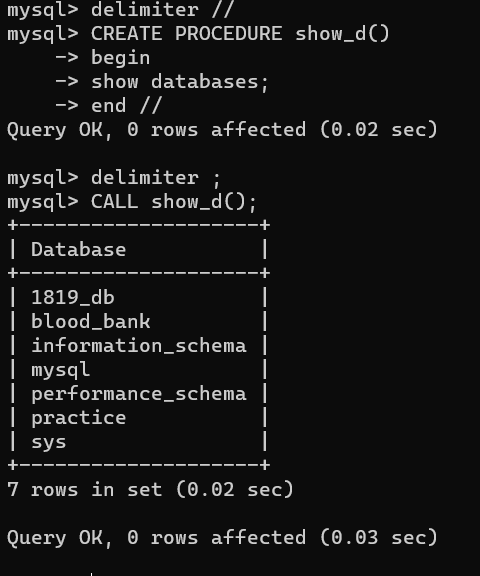 mysql> delimiter //
mysql> CREATE PROCEDURE show_d()
    -> begin
    -> show databases;
    -> end //
Query OK, 0 rows affected (0.02 sec)

mysql> delimiter ;
mysql> CALL show_d();
+--------------------+
| Database           |
+--------------------+
| 1819_db            |
| blood_bank         |
| information_schema |
| mysql              |
| performance_schema |
| practice           |
| sys                |
+--------------------+
7 rows in set (0.02 sec)

Query OK, 0 rows affected (0.03 sec)